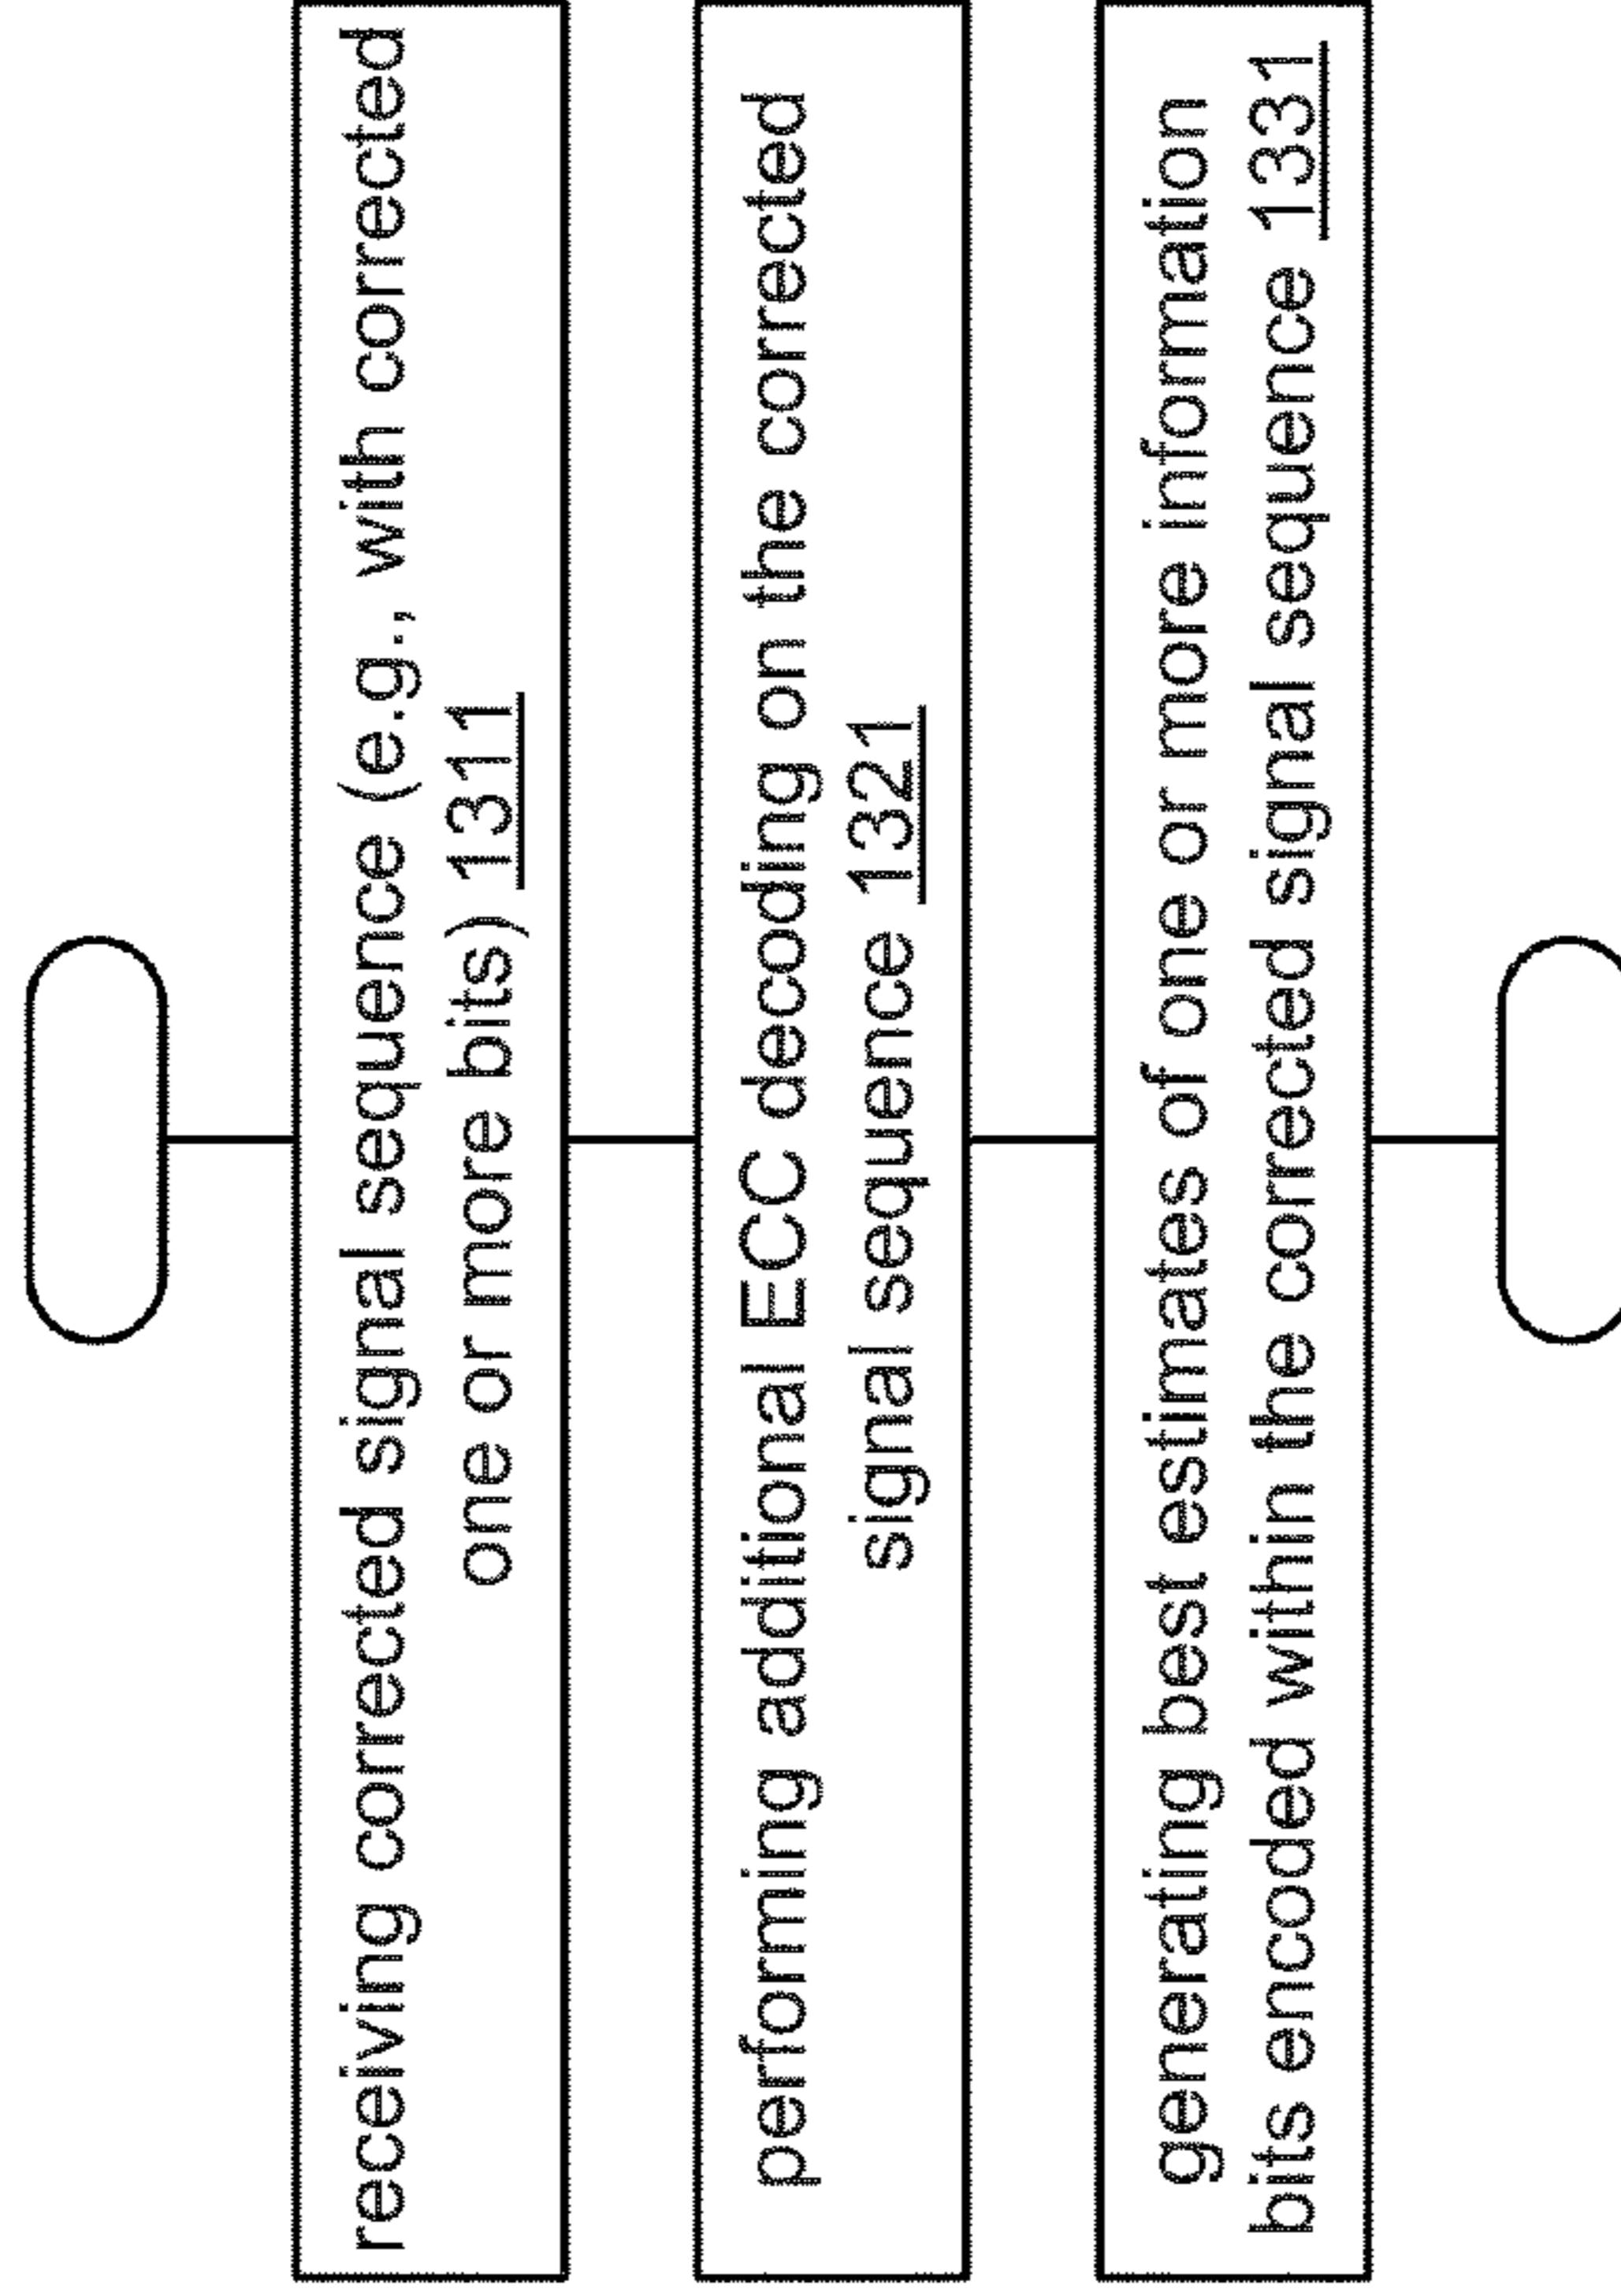 receiving corrected signal sequence (e.g., with corrected
one or more bits) 1311
performing additional ECC decoding on the corrected
signal sequence 1321
generating best estimates of one or more information
bits encoded within the corrected signal sequence 1331